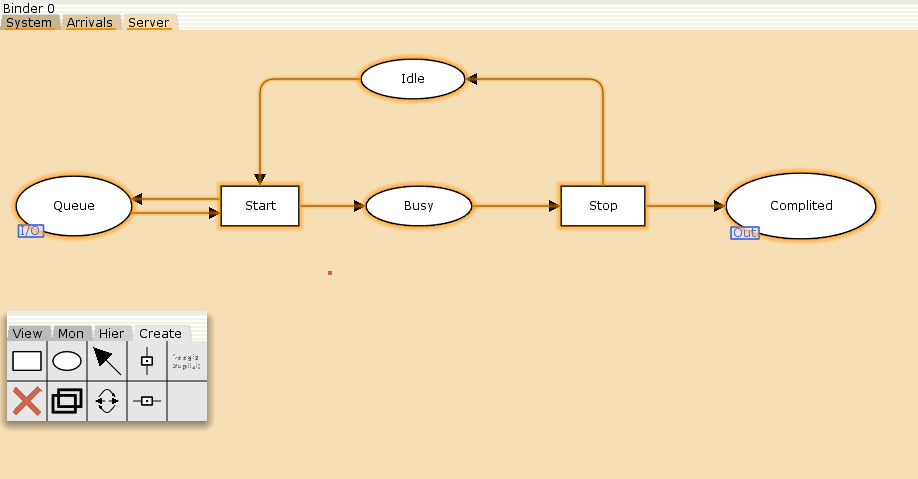 Binder 0
System Arrivals Server
Idle
Queue Start Busy Stop Complited
I/O Out
View Mon Hier Create